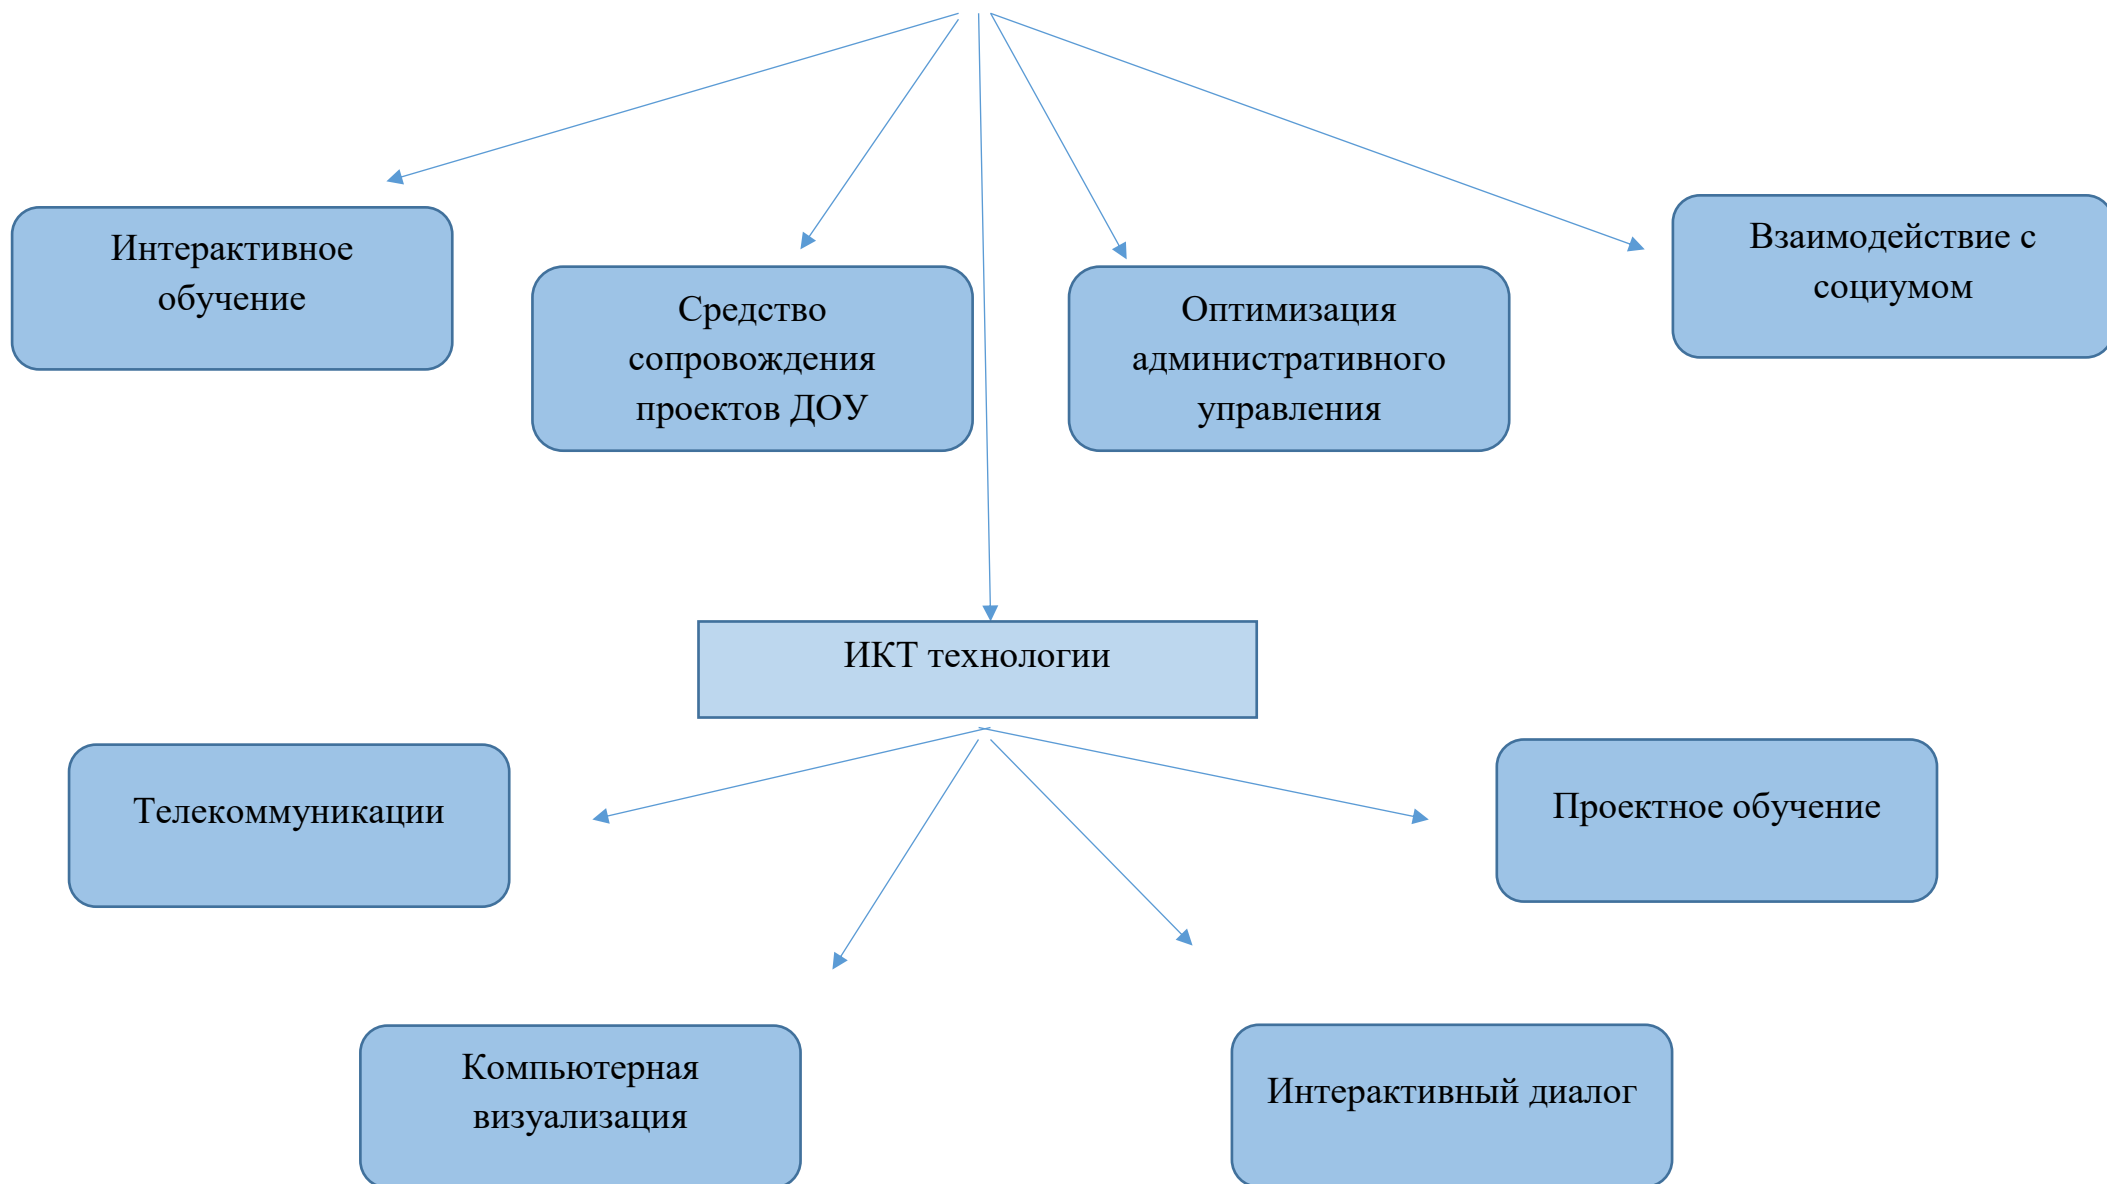 Интерактивное
обучение
Средство
сопровождения
проектов ДОУ
Оптимизация
административного
управления
Взаимодействие с
социумом
ИКТ технологии
Телекоммуникации
Проектное обучение
Компьютерная
визуализация
Интерактивный диалог